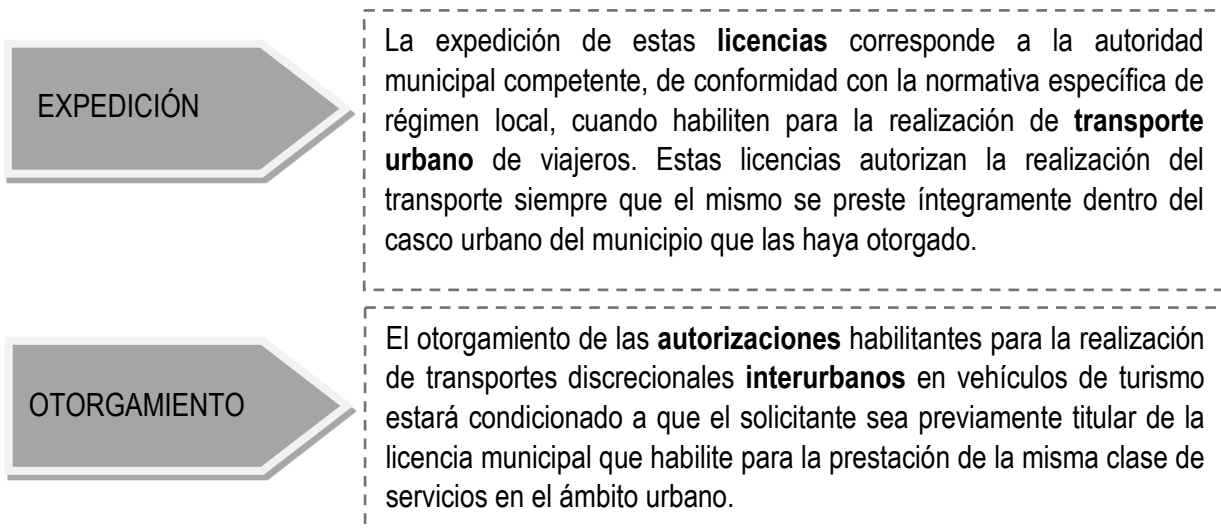 EXPEDICIÓN
La expedición de estas licencias corresponde a la autoridad
municipal competente, de conformidad con la normativa específica de
régimen local, cuando habiliten para la realización de transporte
urbano de viajeros. Estas licencias autorizan la realización del
transporte siempre que el mismo se preste íntegramente dentro del
casco urbano del municipio que las haya otorgado.
OTORGAMIENTO
El otorgamiento de las autorizaciones habilitantes para la realización
de transportes discrecionales interurbanos en vehículos de turismo
estará condicionado a que el solicitante sea previamente titular de la
licencia municipal que habilite para la prestación de la misma clase de
servicios en el ámbito urbano.